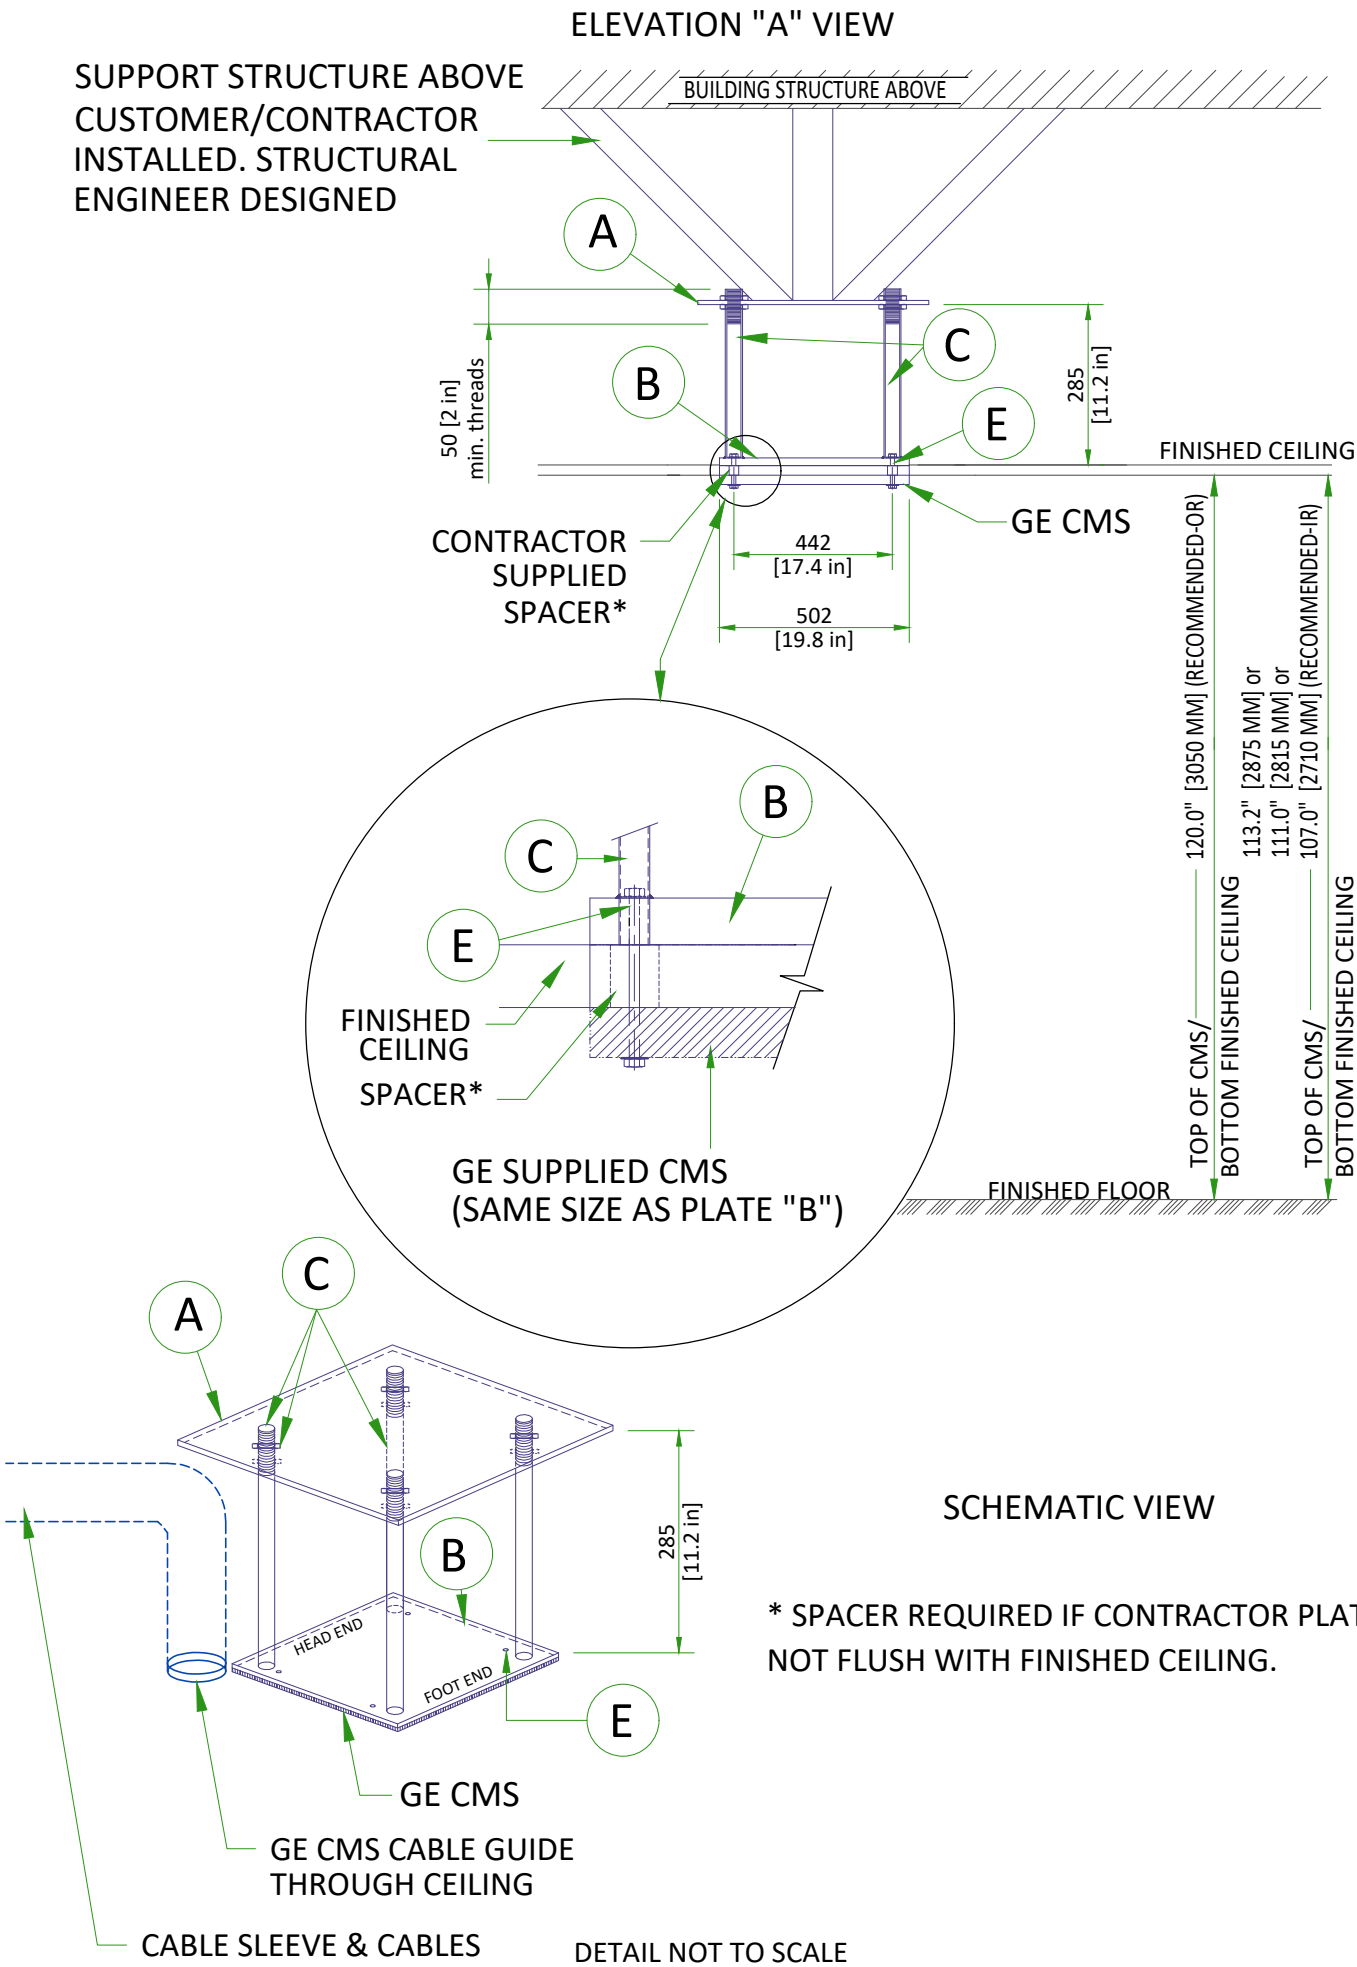 ELEVATION "A" VIEW
SUPPORT STRUCTURE ABOVE
CUSTOMER/CONTRACTOR
INSTALLED. STRUCTURAL
ENGINEER DESIGNED
BUILDING STRUCTURE ABOVE
A
C
B
E
50 [2 in]
min. threads
285
[11.2 in]
FINISHED CEILING
GE CMS
CONTRACTOR
SUPPLIED
SPACER*
442
[17.4 in]
502
[19.8 in]
TOP OF CMS/
BOTTOM FINISHED CEILING
120.0" [3050 MM] (RECOMMENDED-OR)
113.2" [2875 MM] or
111.0" [2815 MM] or
107.0" [2710 MM] (RECOMMENDED-IR)
TOP OF CMS/
BOTTOM FINISHED CEILING
B
C
E
FINISHED
CEILING
SPACER*
GE SUPPLIED CMS
(SAME SIZE AS PLATE "B")
FINISHED FLOOR
C
A
B
E
285
[11.2 in]
HEAD END
FOOT END
SCHEMATIC VIEW
* SPACER REQUIRED IF CONTRACTOR PLAT
NOT FLUSH WITH FINISHED CEILING.
GE CMS
GE CMS CABLE GUIDE
THROUGH CEILING
CABLE SLEEVE & CABLES
DETAIL NOT TO SCALE